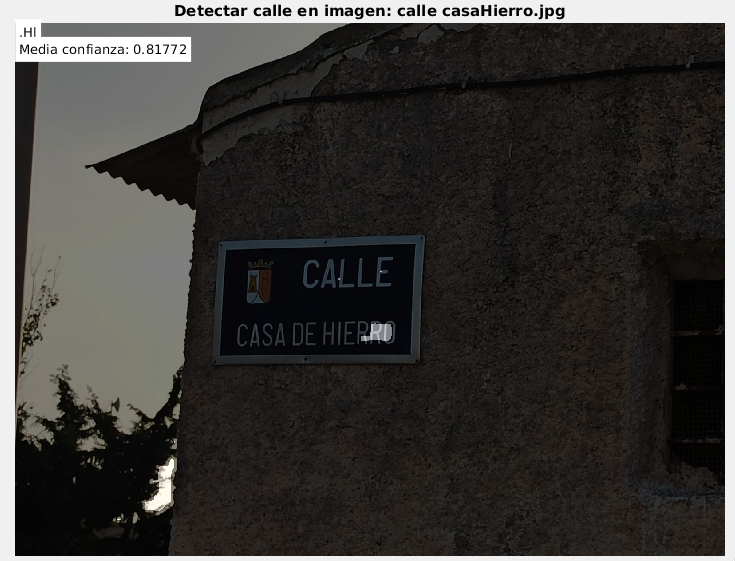 Detectar calle en imagen: calle casaHierro.jpg
.Hl
Media confianza: 0.81772
CALLE
CASA DE HIERRO